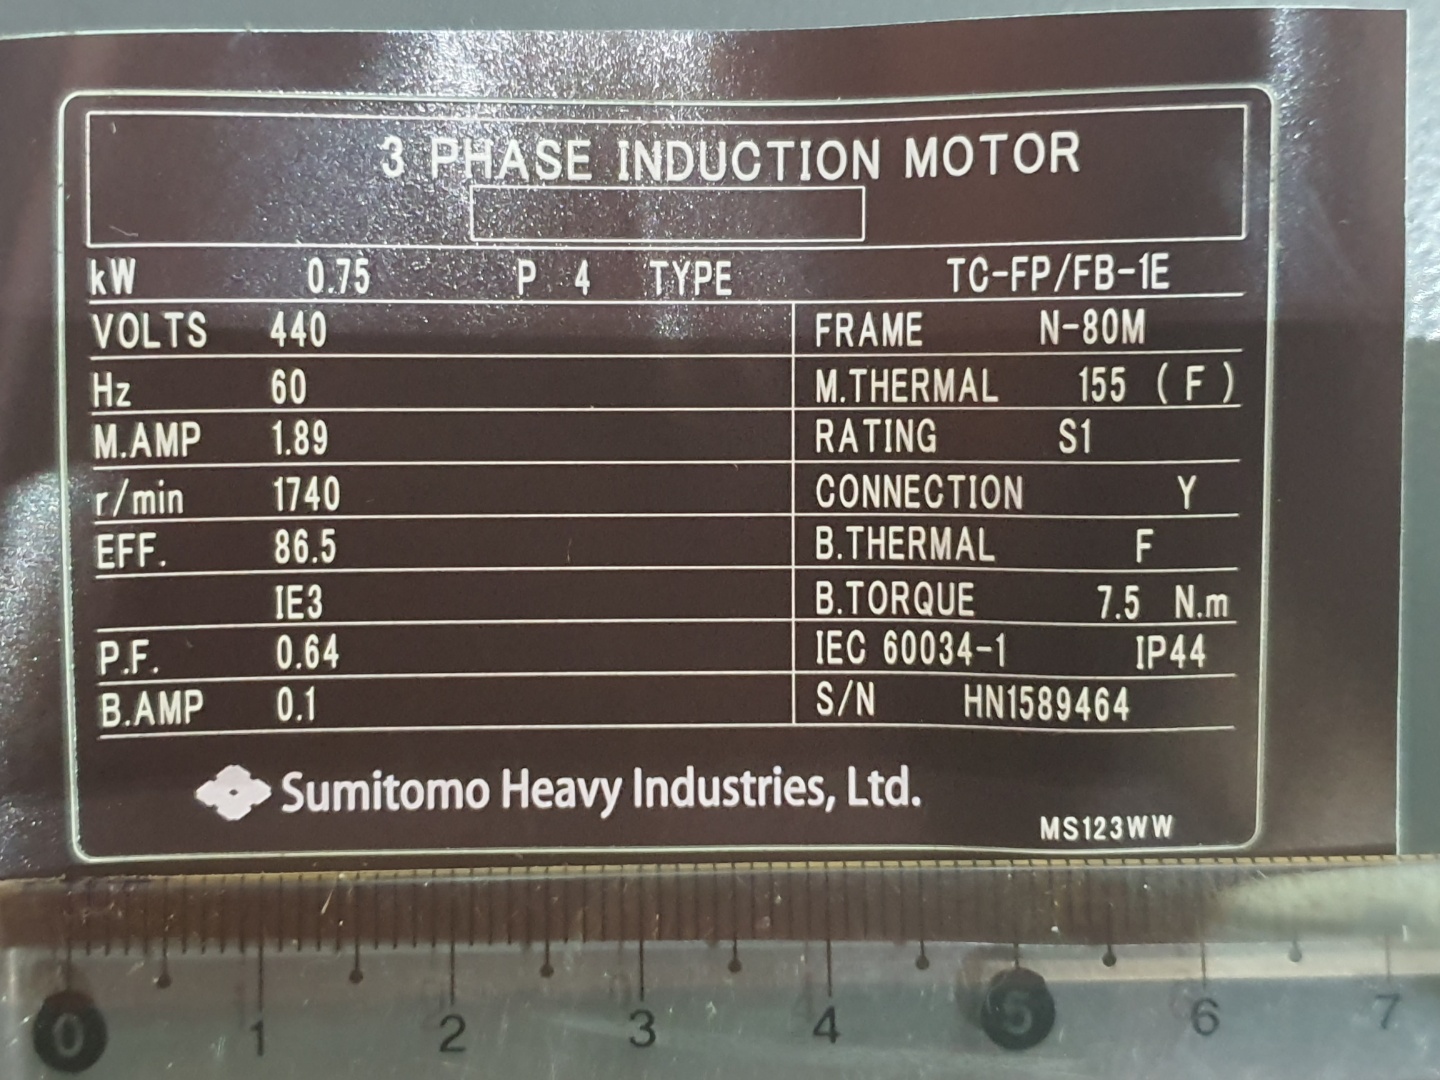 3 PHASE INDUCTION MOTOR
kW 0.75 P 4 TYPE TC-FP/FB-1E
VOLTS 440 FRAME N-80M
Hz 60 M.THERMAL 155 ( F )
M.AMP 1.89 RATING S1
r/min 1740 CONNECTION Y
EFF. 86.5 B.THERMAL F
IE3 B.TORQUE 7.5 N.m
P.F. 0.64 IEC 60034-1 IP44
B.AMP 0.1 S/N HN1589464
Sumitomo Heavy Industries, Ltd.
MS123WW
0 1 2 3 4 5 6 7